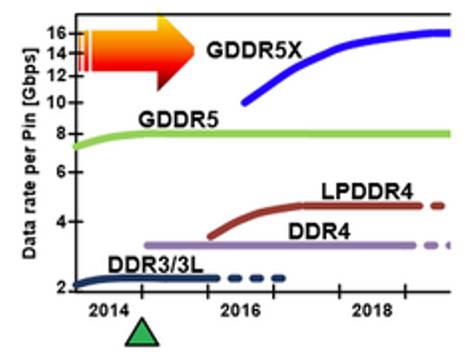 Data rate per Pin [Gbps]
16
14
12
10
8
6
4
2
GDDR5X
GDDR5
LPDDR4
DDR4
DDR3/3L
2014
2016
2018